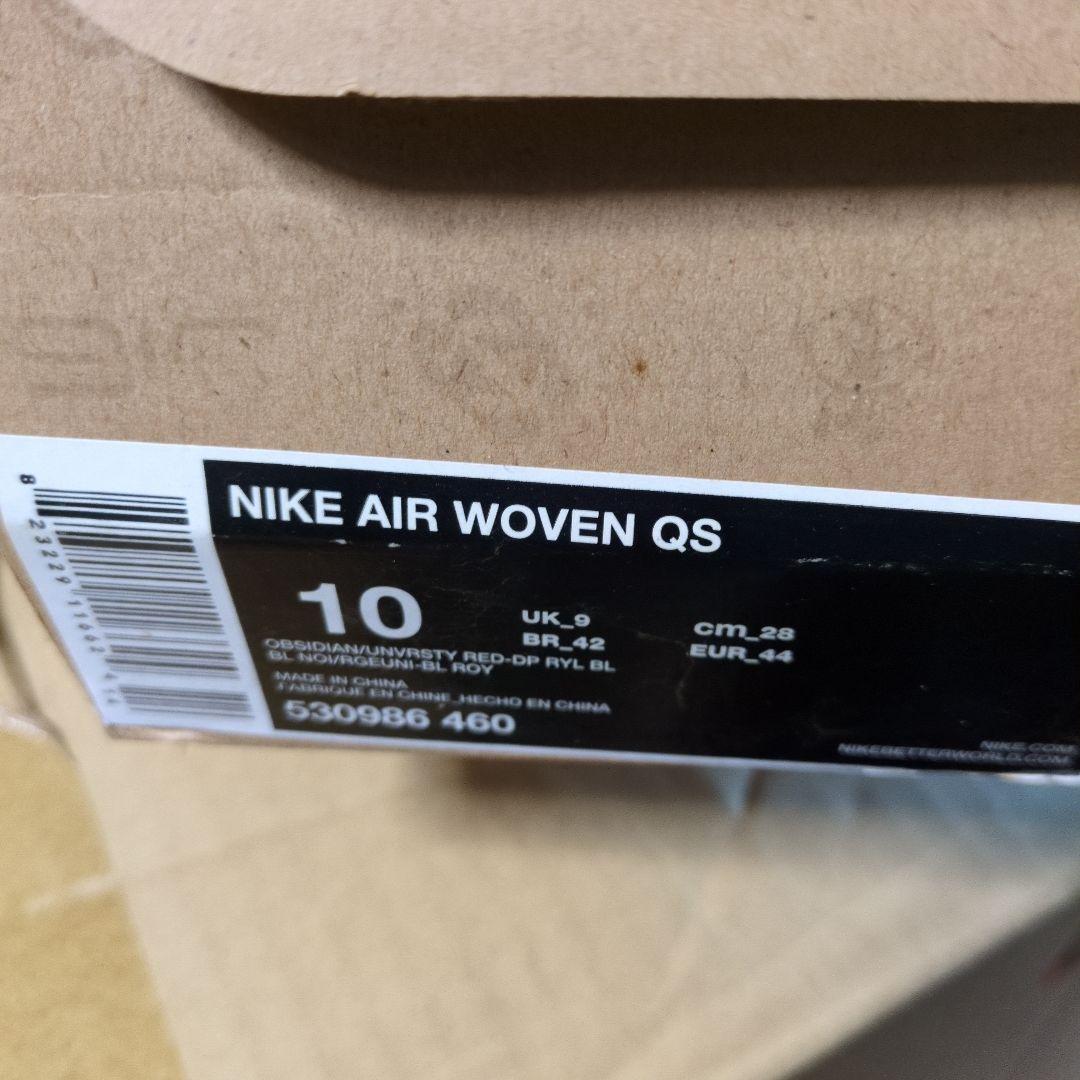 NIKE AIR WOVEN QS
10
UK_9
BR_42
cm_28
EUR_44
OBSIDIAN/UNVRSTY RED-DP RYL BL
BL NOI/RGEUNI-BL ROY
MADE IN CHINA
FABRIQUE EN CHINE_HECHO EN CHINA
530986 460
NIKE.COM
NIKEBETTERWORLD.COM